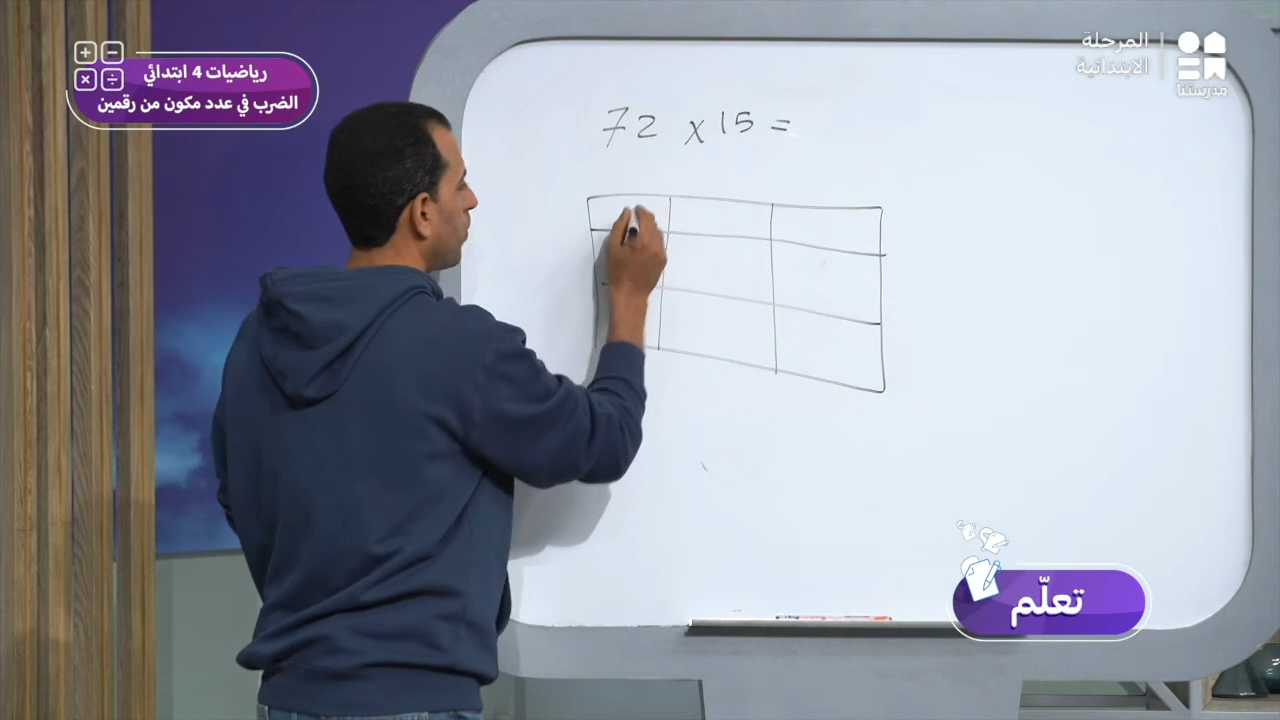 رياضيات 4 ابتدائي
الضرب في عدد مكون من رقمين
المرحلة
الابتدائية
مدرستنا
72 × 15 =
تعلّم